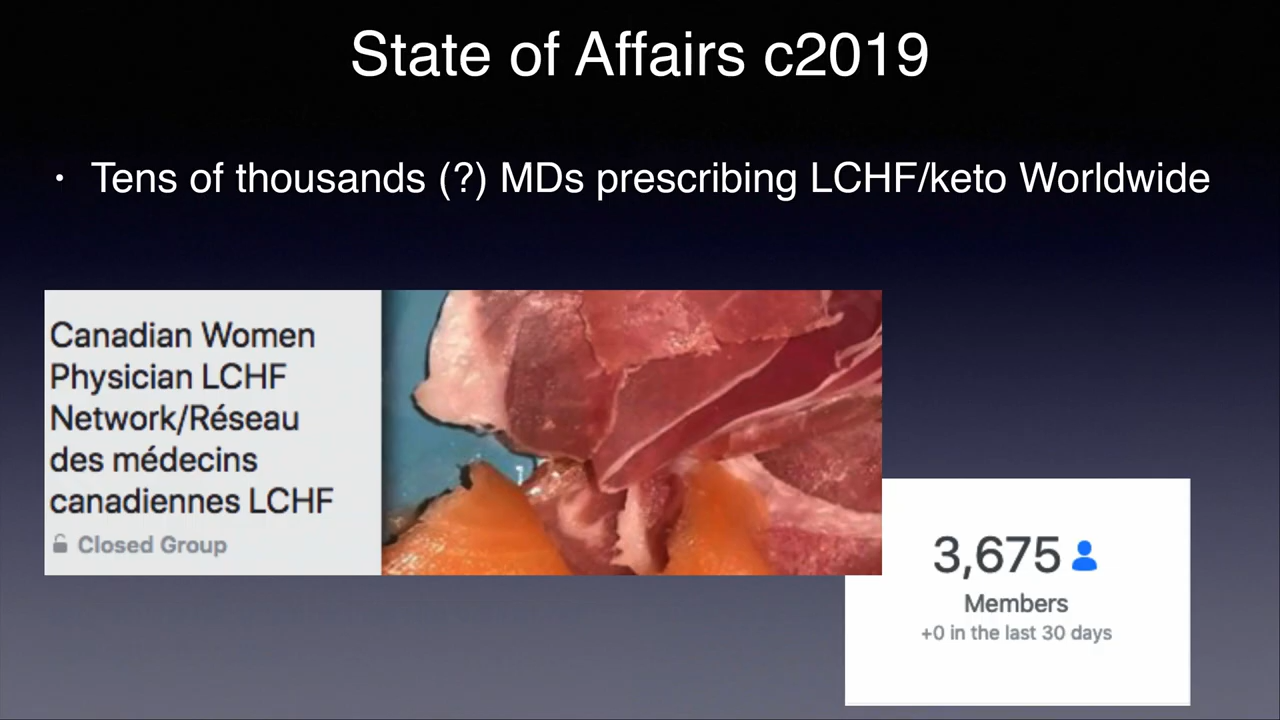 State of Affairs c2019
• Tens of thousands (?) MDs prescribing LCHF/keto Worldwide
Canadian Women
Physician LCHF
Network/Réseau
des médecins
canadiennes LCHF
Closed Group
3,675
Members
+0 in the last 30 days